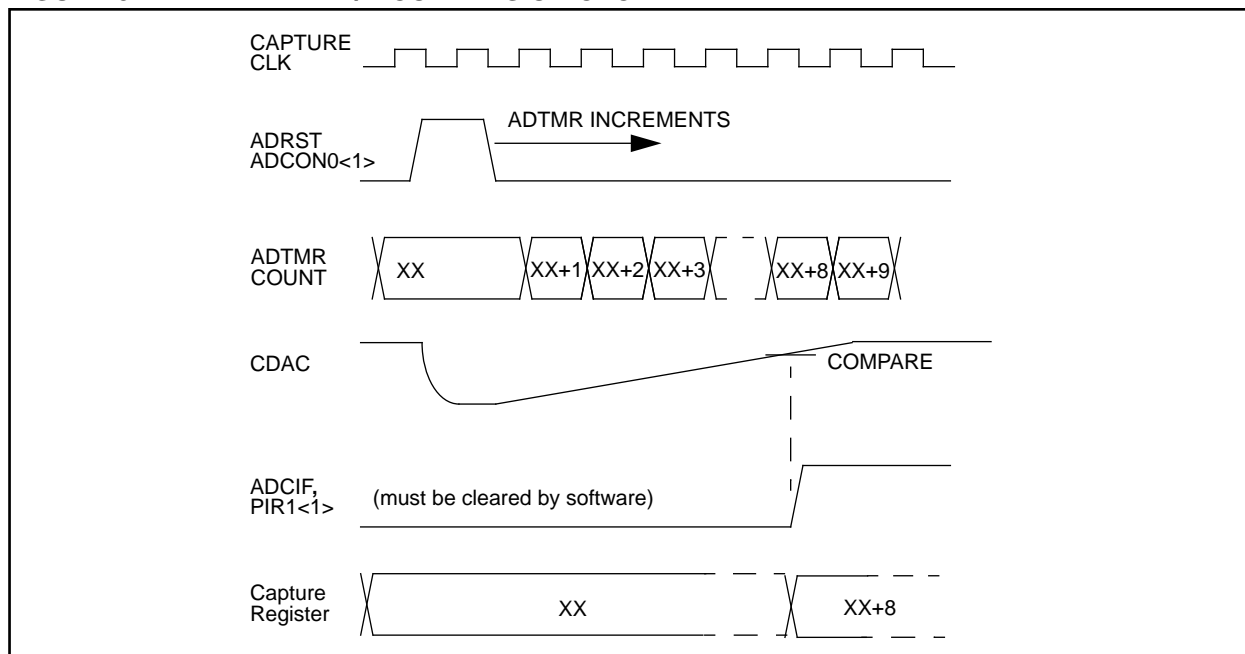 CAPTURE
CLK
ADTMR INCREMENTS
ADRST
ADCON0<1>
ADTMR
COUNT
XX
XX+1
XX+2
XX+3
XX+8
XX+9
CDAC
COMPARE
ADCIF,
PIR1<1>
(must be cleared by software)
Capture
Register
XX
XX+8